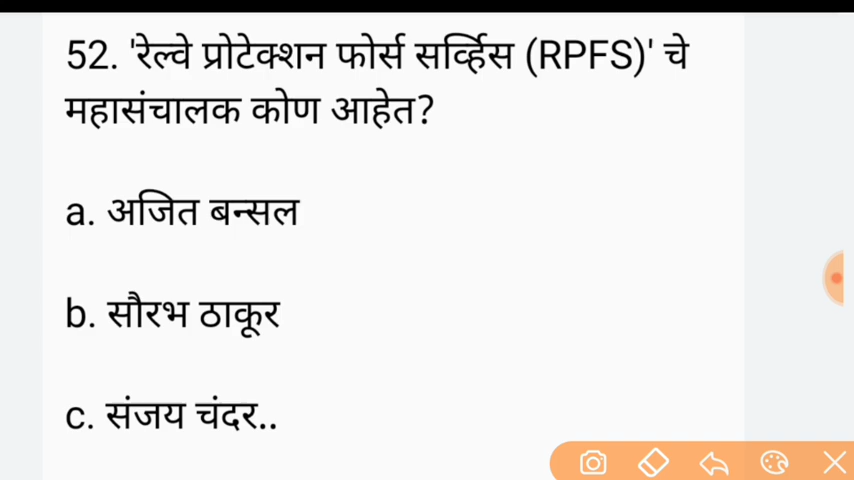 52. 'रेल्वे प्रोटेक्शन फोर्स सर्व्हिस (RPFS)' चे
महासंचालक कोण आहेत?
a. अजित बन्सल
b. सौरभ ठाकूर
c. संजय चंदर..